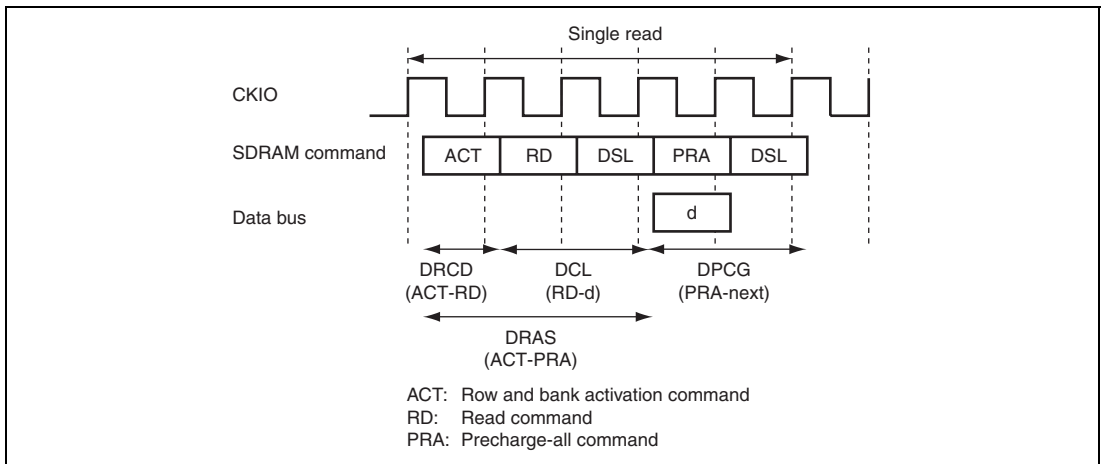 Single read
CKIO
SDRAM command ACT RD DSL PRA DSL
Data bus d
DRCD DCL DPCG
(ACT-RD) (RD-d) (PRA-next)
DRAS
(ACT-PRA)
ACT: Row and bank activation command
RD: Read command
PRA: Precharge-all command